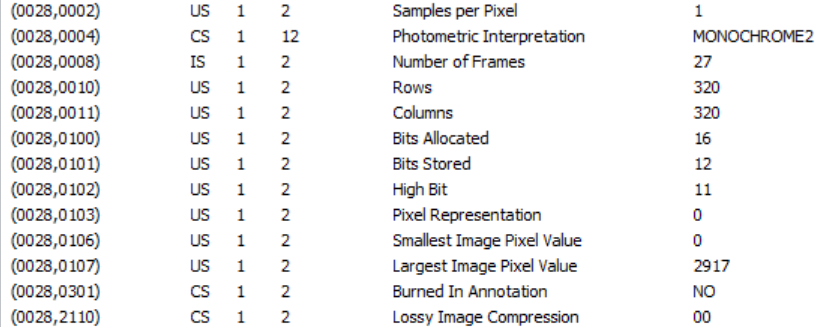 (0028,0002) US 1 2 Samples per Pixel 1
(0028,0004) CS 1 12 Photometric Interpretation MONOCHROME2
(0028,0008) IS 1 2 Number of Frames 27
(0028,0010) US 1 2 Rows 320
(0028,0011) US 1 2 Columns 320
(0028,0100) US 1 2 Bits Allocated 16
(0028,0101) US 1 2 Bits Stored 12
(0028,0102) US 1 2 High Bit 11
(0028,0103) US 1 2 Pixel Representation 0
(0028,0106) US 1 2 Smallest Image Pixel Value 0
(0028,0107) US 1 2 Largest Image Pixel Value 2917
(0028,0301) CS 1 2 Burned In Annotation NO
(0028,2110) CS 1 2 Lossy Image Compression 00